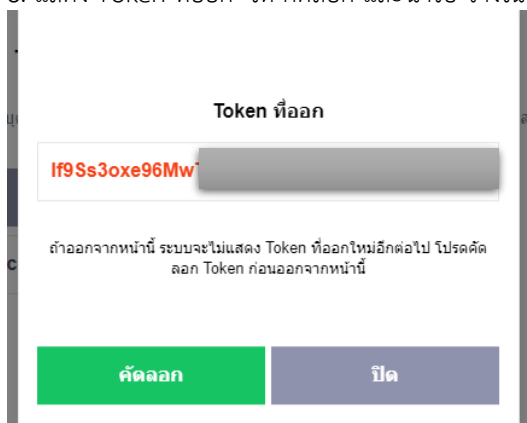 Token ที่ออก
If9Ss3oxe96Mw
ถ้าออกจากหน้านี้ ระบบจะไม่แสดง Token ที่ออกใหม่อีกต่อไป โปรดคัด
ลอก Token ก่อนออกจากหน้านี้
คัดลอก
ปิด